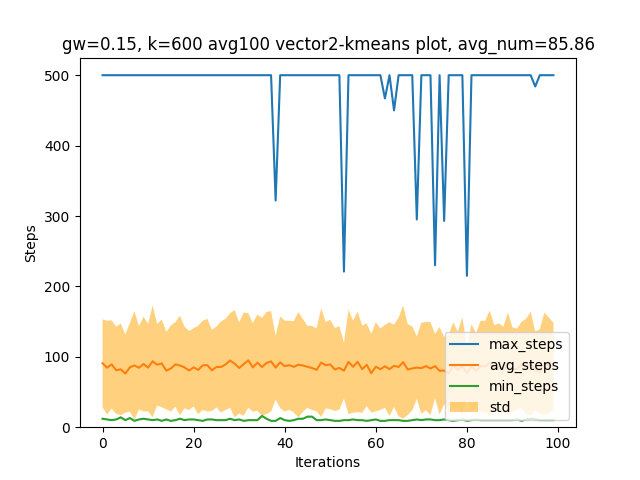 gw=0.15, k=600 avg100 vector2-kmeans plot, avg_num=85.86
500
400
300
200
100
0
Steps
0
20
40
60
80
100
Iterations
max_steps
avg_steps
min_steps
std